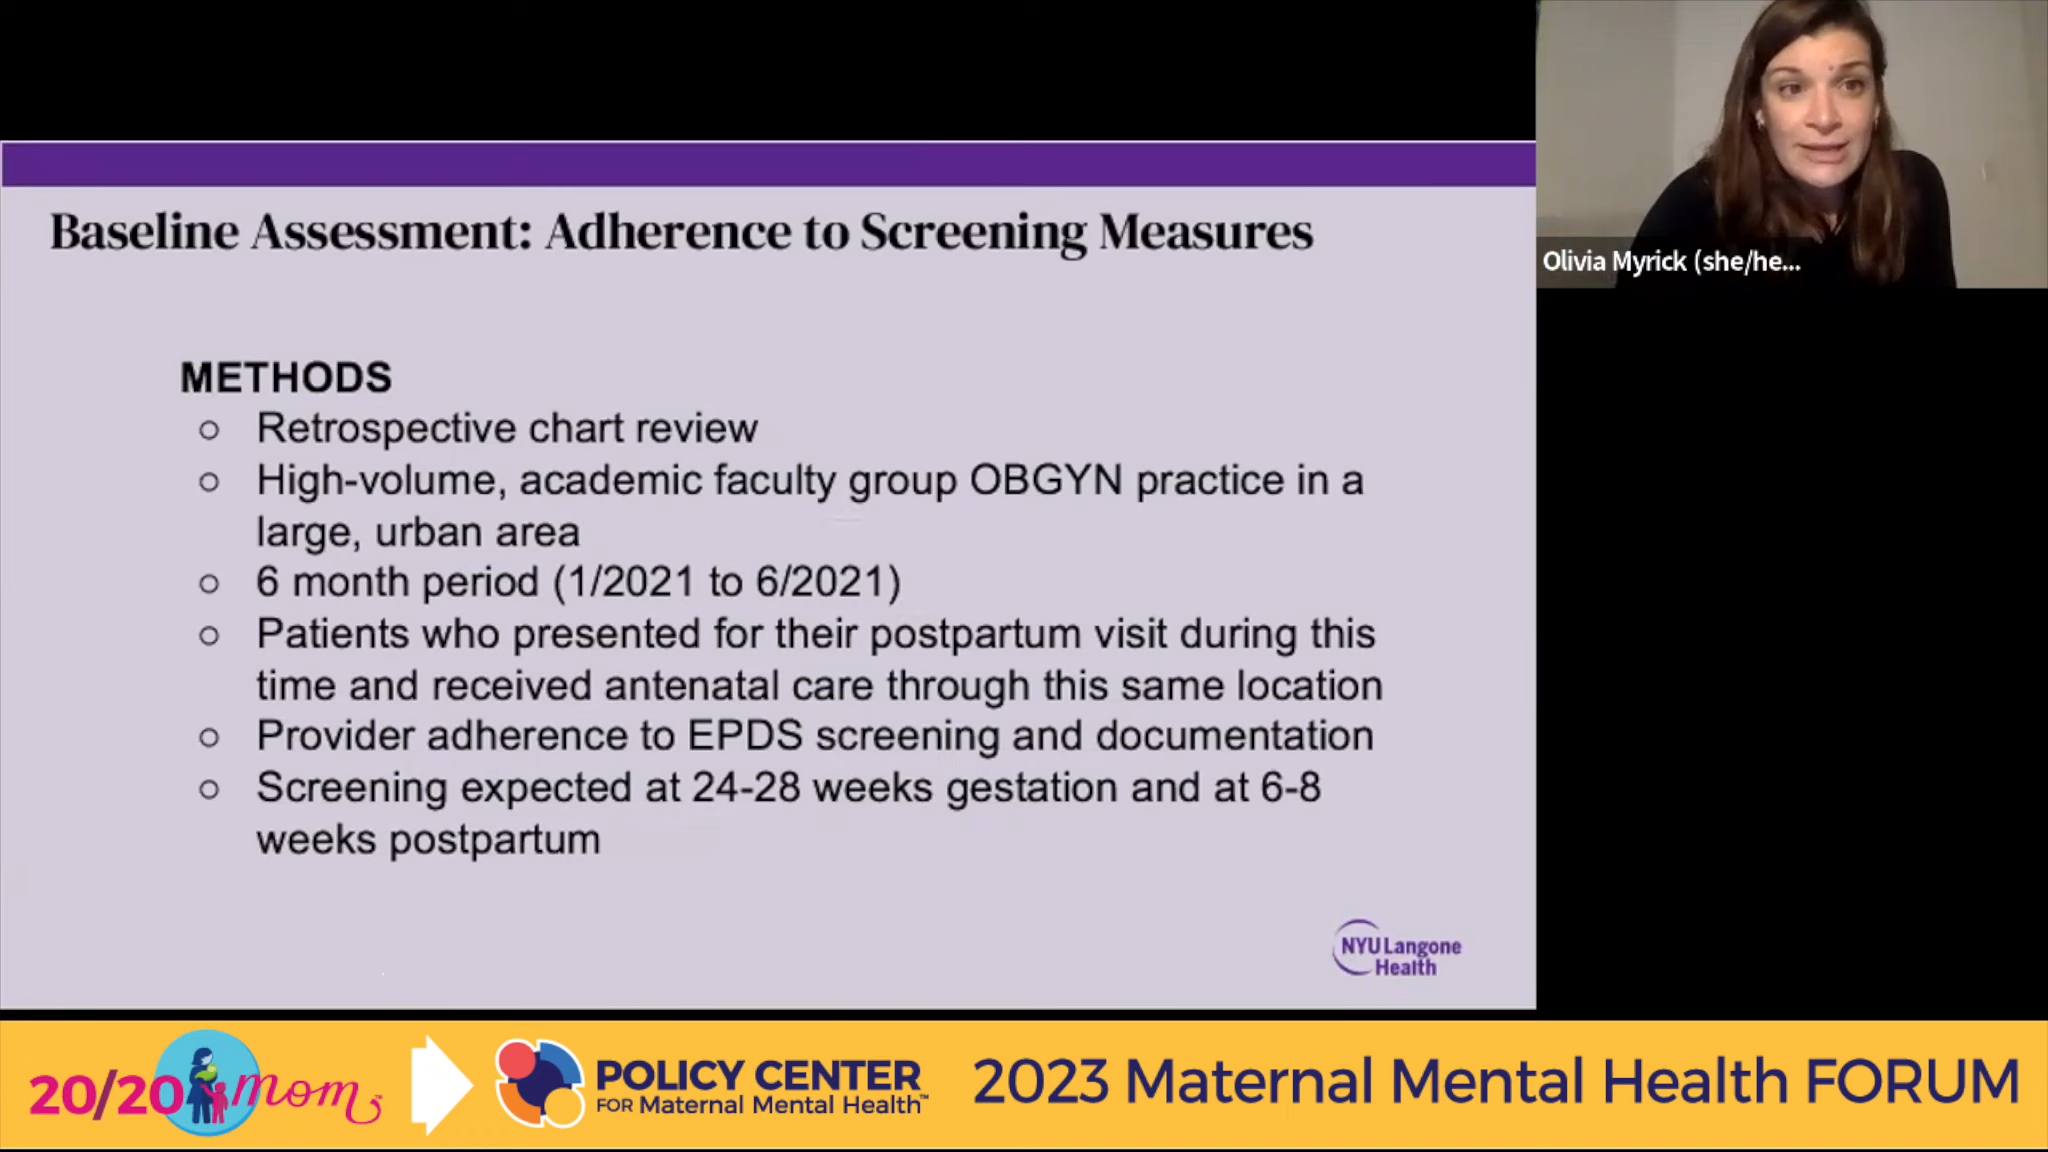 Baseline Assessment: Adherence to Screening Measures
METHODS
○ Retrospective chart review
○ High-volume, academic faculty group OBGYN practice in a
large, urban area
○ 6 month period (1/2021 to 6/2021)
○ Patients who presented for their postpartum visit during this
time and received antenatal care through this same location
○ Provider adherence to EPDS screening and documentation
○ Screening expected at 24-28 weeks gestation and at 6-8
weeks postpartum
NYU Langone
Health
Olivia Myrick (she/he...
20/20 mom
POLICY CENTER
FOR Maternal Mental Health™
2023 Maternal Mental Health FORUM